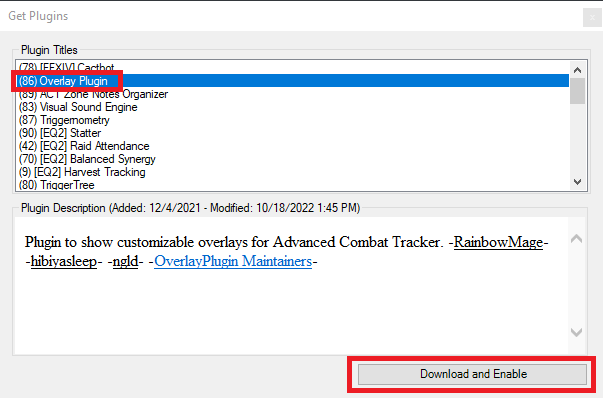 Get Plugins
x
Plugin Titles
(78) [FFXIV] Cactbot
(86) Overlay Plugin
(89) ACT Zone Notes Organizer
(83) Visual Sound Engine
(87) Triggernometry
(90) [EQ2] Statter
(42) [EQ2] Raid Attendance
(70) [EQ2] Balanced Synergy
(9) [EQ2] Harvest Tracking
(80) TriggerTree
Plugin Description (Added: 12/4/2021 - Modified: 10/18/2022 1:45 PM)
Plugin to show customizable overlays for Advanced Combat Tracker. -RainbowMage-
-hibiyasleep- -ngld- -OverlayPlugin Maintainers-
Download and Enable